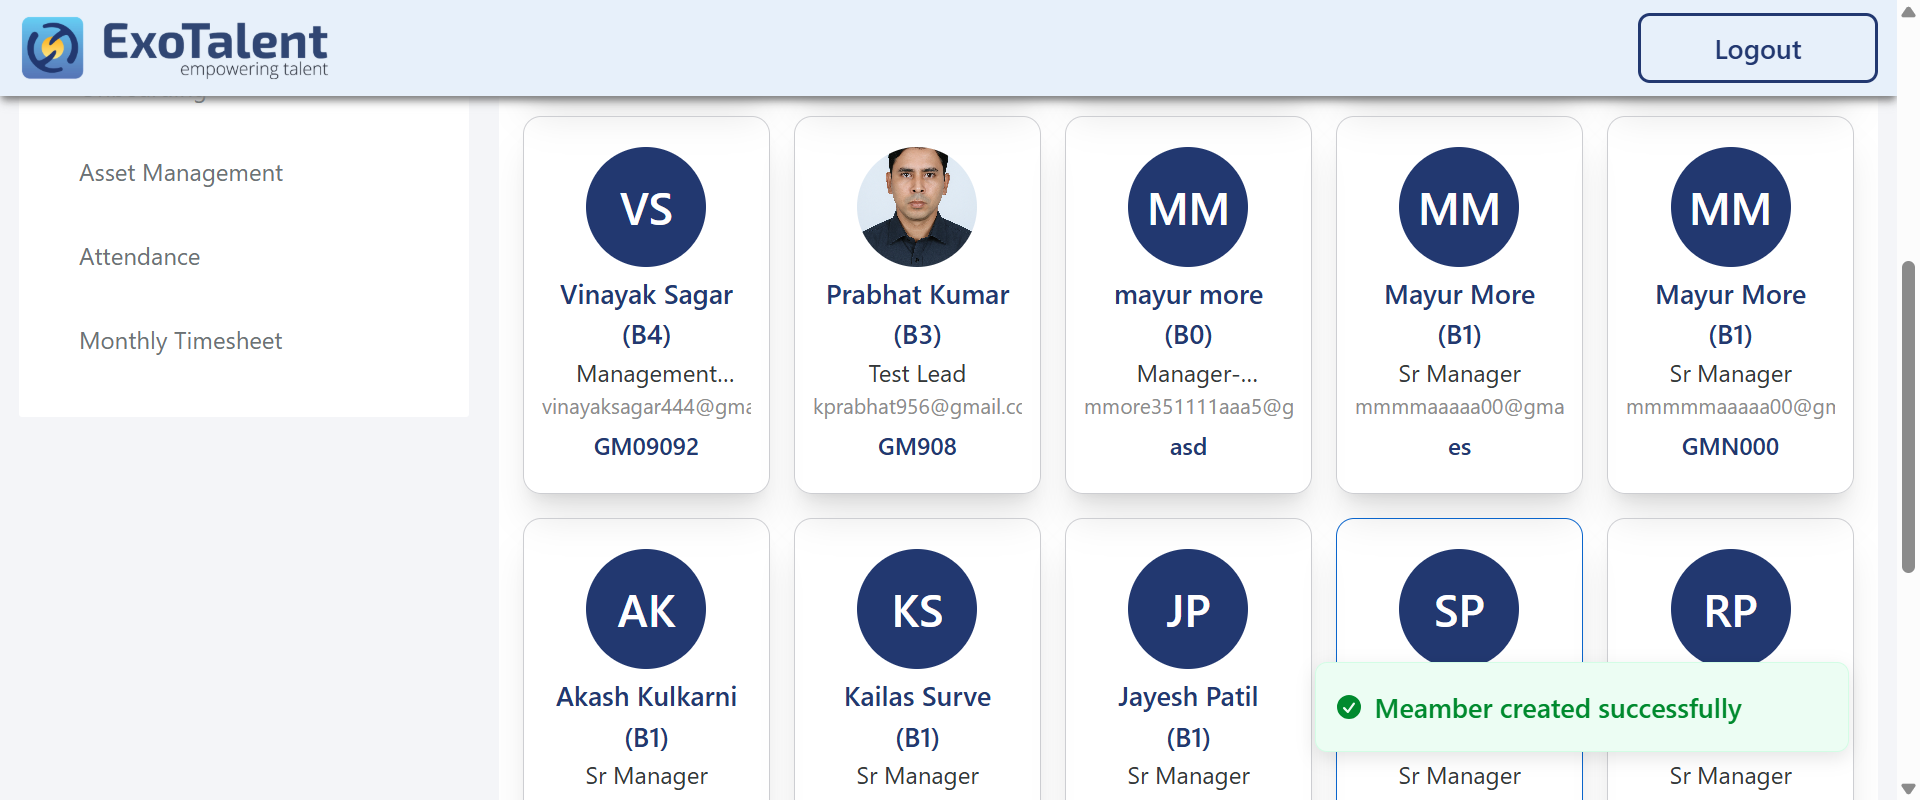 ExoTalent
empowering talent
Logout
Asset Management
Attendance
Monthly Timesheet
VS
Vinayak Sagar
(B4)
Management...
vinayaksagar444@gma
GM09092
Prabhat Kumar
(B3)
Test Lead
kprabhat956@gmail.cc
GM908
MM
mayur more
(B0)
Manager-...
mmore351111aaa5@g
asd
MM
Mayur More
(B1)
Sr Manager
mmmmaaaaa00@gma
es
MM
Mayur More
(B1)
Sr Manager
mmmmmaaaaa00@gn
GMN000
AK
Akash Kulkarni
(B1)
Sr Manager
KS
Kailas Surve
(B1)
Sr Manager
JP
Jayesh Patil
(B1)
Sr Manager
SP
Sr Manager
RP
Sr Manager
Meamber created successfully